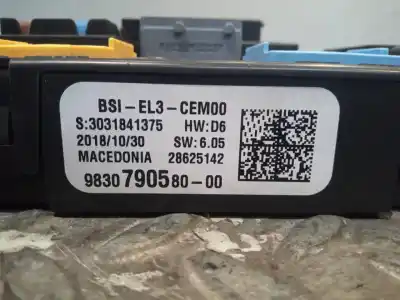 BSI-EL3-CEM00
S:3031841375 HW:D6
2018/10/30 SW:6.05
MACEDONIA 28625142
9830790580-00